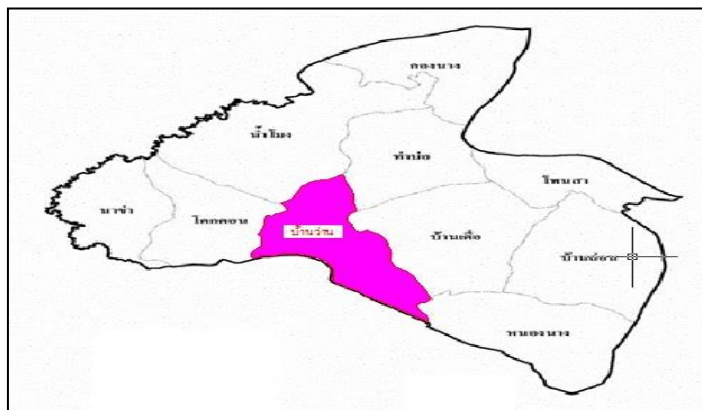 กองนาง
น้ำโมง
ท่าบ่อ
โพนสา
นาข่า
โคกคอน
บ้านว่าน
บ้านเดื่อ
บ้านถ่อน
หนองนาง